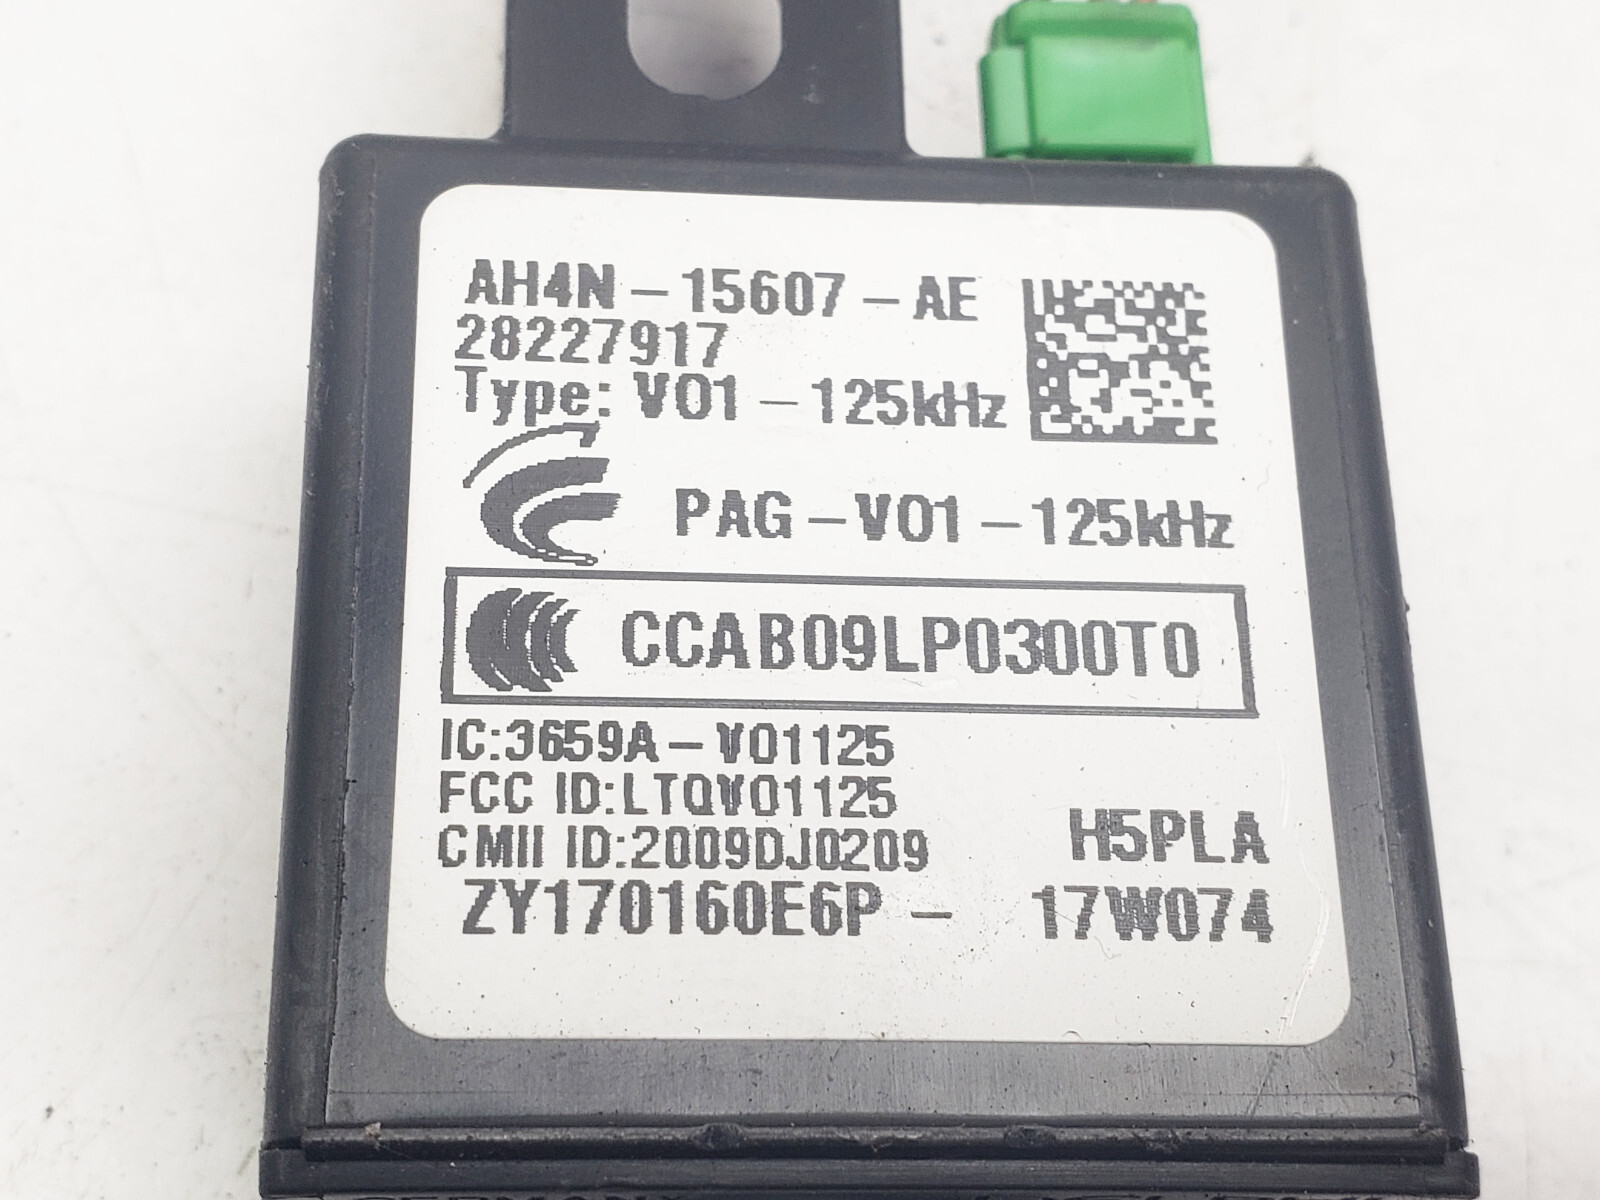 AH4N-15607-AE
28227917
Type: V01-125kHz
PAG-V01-125kHz
CCAB09LP0300T0
IC:3659A-V01125
FCC ID:LTQV01125
CMII ID:2009DJ0209
H5PLA
ZY170160E6P- 17W074